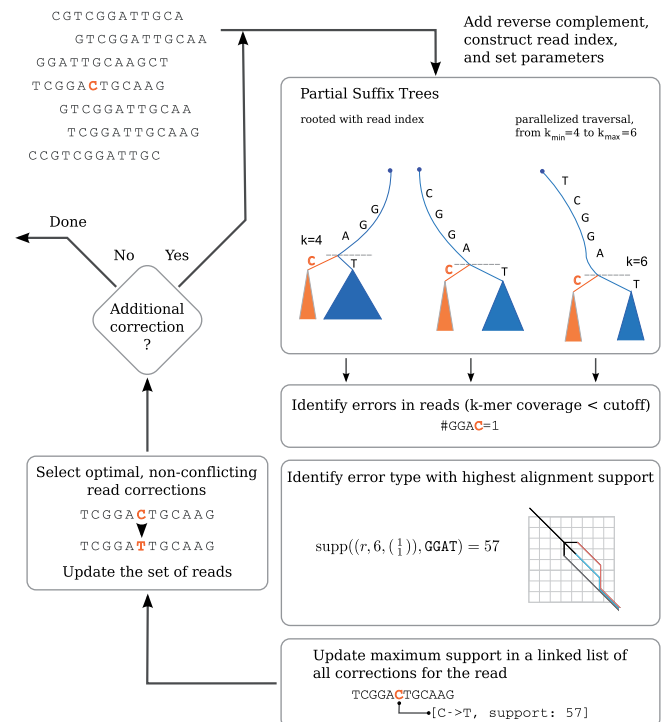 CGTCGGATTGCA
GTCGGATTGCAA
GGATTGCAAGCT
TCGGACTGCAAG
GTCGGATTGCAA
TCGGATTGCAAG
CCGTCGGATTGC
Add reverse complement,
construct read index,
and set parameters
Partial Suffix Trees
rooted with read index
parallelized traversal,
from kmin=4 to kmax=6
k=4
G
G
A
C
T
C
G
G
A
C
T
T
C
G
G
A
k=6
C
T
Done
No
Yes
Additional
correction
?
Identify errors in reads (k-mer coverage < cutoff)
#GGAC=1
Select optimal, non-conflicting
read corrections
TCGGACTGCAAG
TCGGATTGCAAG
Update the set of reads
Identify error type with highest alignment support
supp((r, 6, (1 1)), GGAT) = 57
Update maximum support in a linked list of
all corrections for the read
TCGGACTGCAAG
[C->T, support: 57]